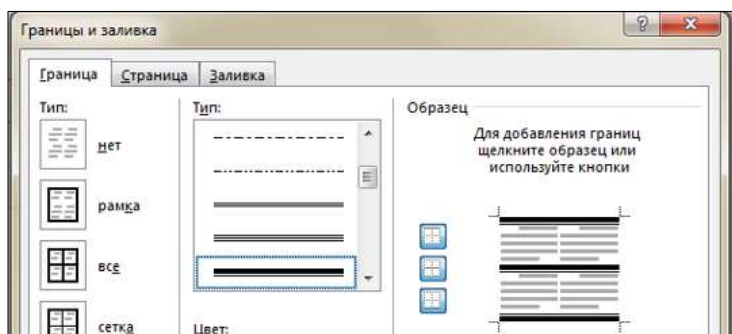 Границы и заливка
?
X
Граница
Страница
Заливка
Тип:
нет
рамка
все
сетка
Тип:
Цвет:
Образец
Для добавления границ
щелкните образец или
используйте кнопки